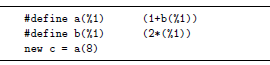 #define a(%1) (1+b(%1))
#define b(%1) (2*(%1))
new c = a(8)